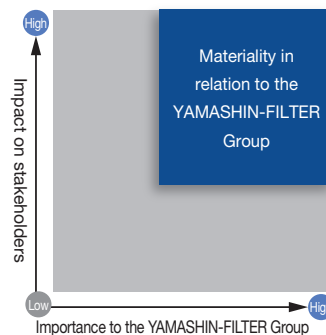 High
Materiality in
relation to the
YAMASHIN-FILTER
Group
Impact on stakeholders
Low
High
Importance to the YAMASHIN-FILTER Group